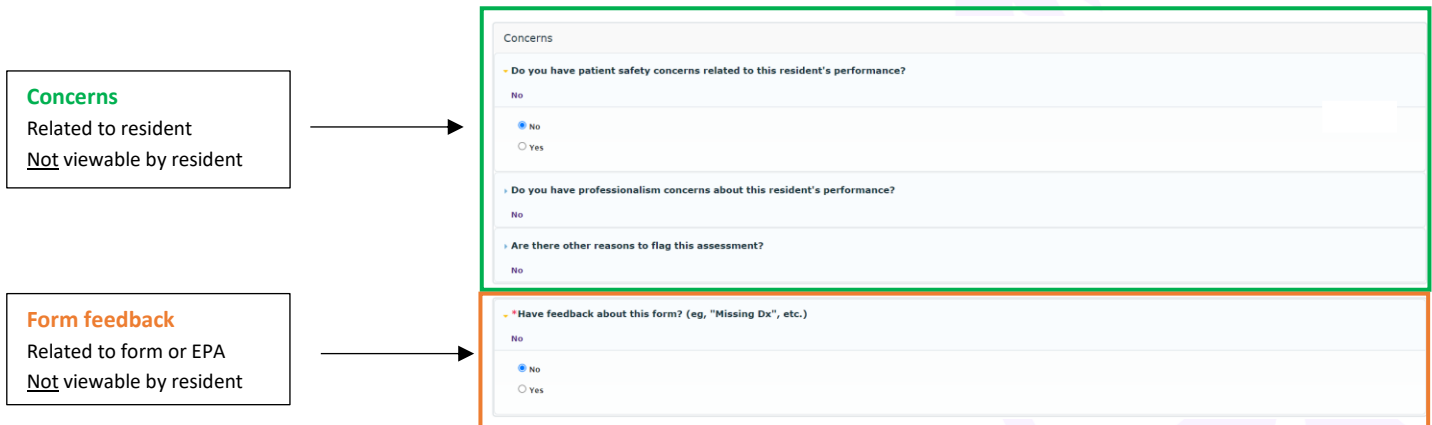 Concerns
Related to resident
Not viewable by resident
Concerns
Do you have patient safety concerns related to this resident's performance?
No
No
Yes
Do you have professionalism concerns about this resident's performance?
No
Are there other reasons to flag this assessment?
No
Form feedback
Related to form or EPA
Not viewable by resident
*Have feedback about this form? (eg, "Missing Dx", etc.)
No
No
Yes